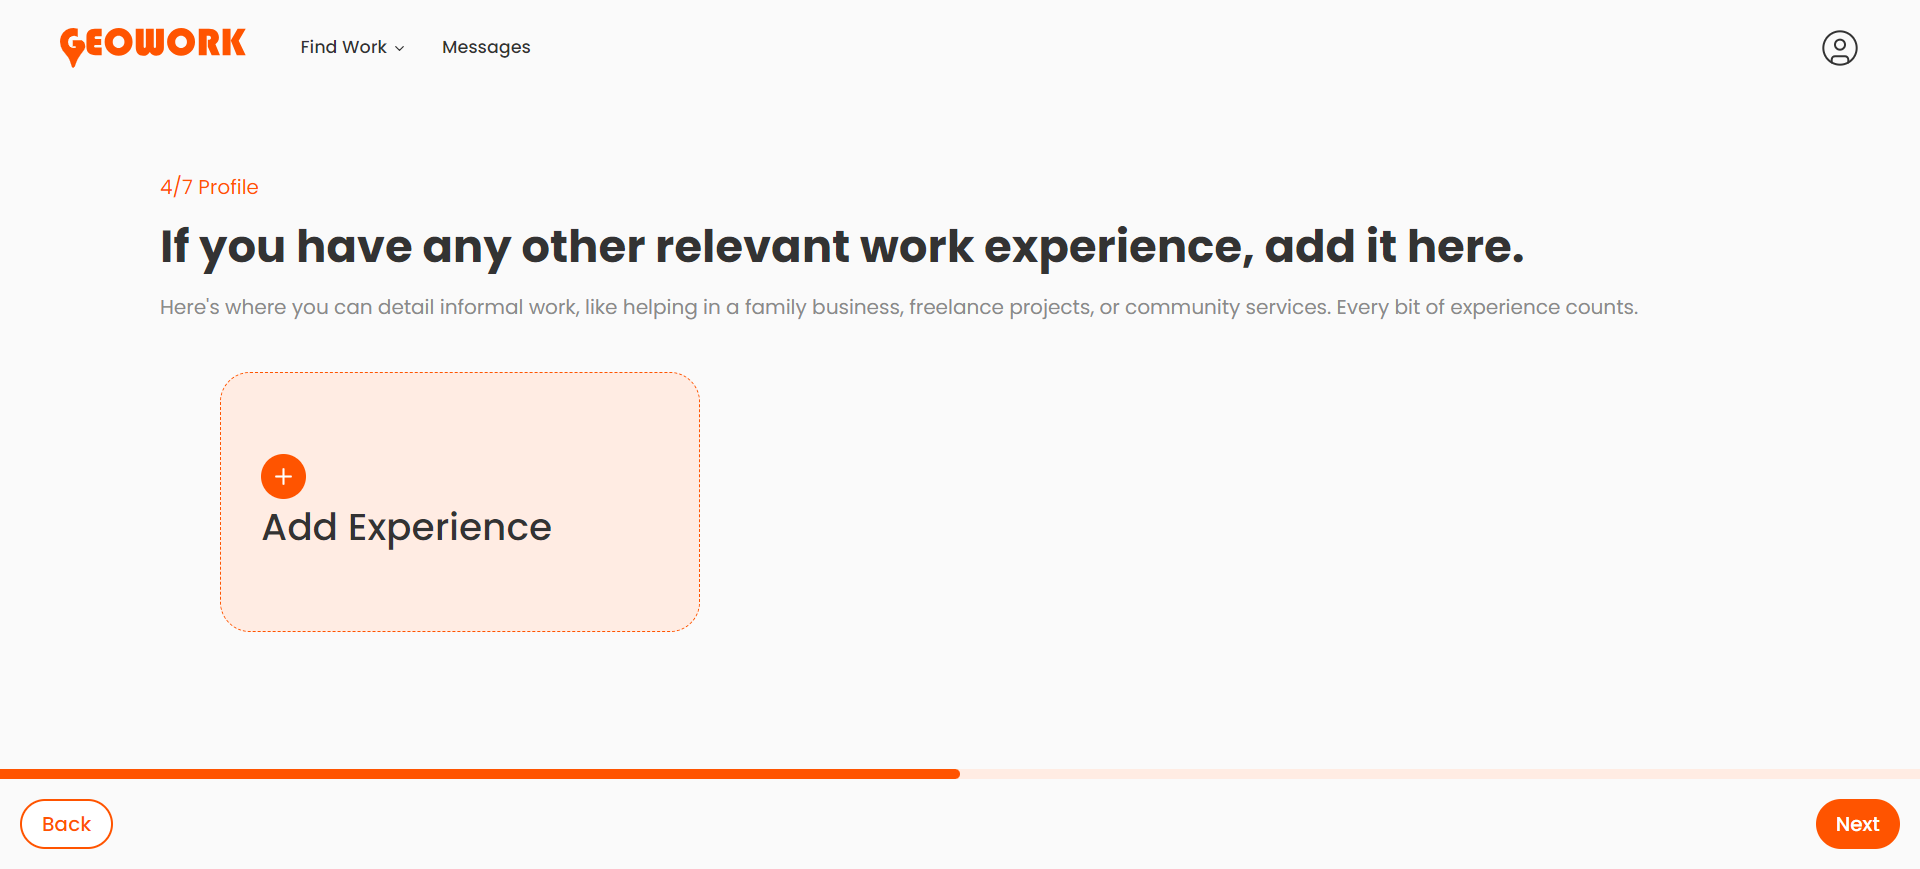 GEOWORK
Find Work
Messages
4/7 Profile
If you have any other relevant work experience, add it here.
Here's where you can detail informal work, like helping in a family business, freelance projects, or community services. Every bit of experience counts.
Add Experience
Back
Next